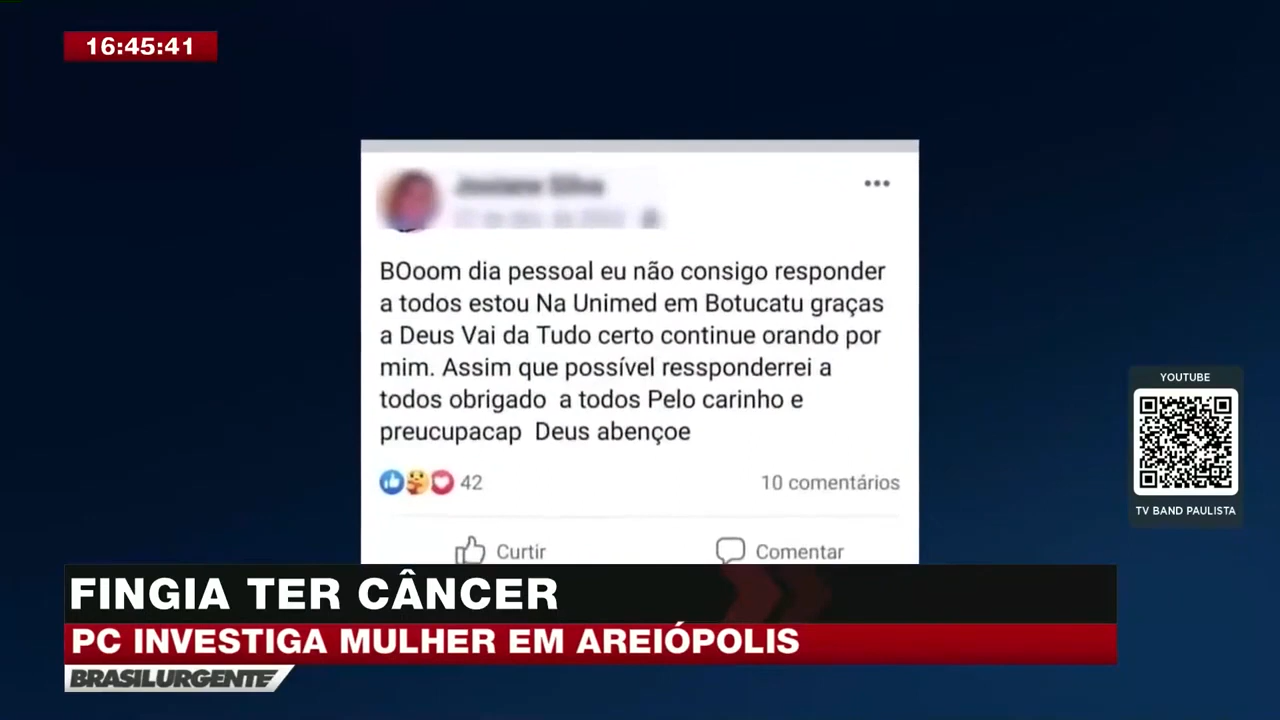 16:45:41
BOoom dia pessoal eu não consigo responder
a todos estou Na Unimed em Botucatu graças
a Deus Vai da Tudo certo continue orando por
mim. Assim que possível ressponderrei a
todos obrigado a todos Pelo carinho e
preucupacap Deus abençoe
42
10 comentários
Curtir
Comentar
YOUTUBE
TV BAND PAULISTA
FINGIA TER CÂNCER
PC INVESTIGA MULHER EM AREIÓPOLIS
BRASILURGENTE